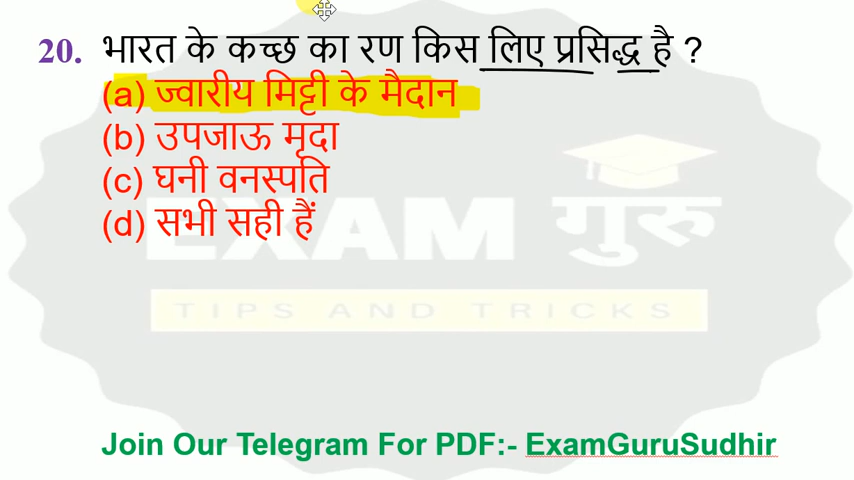 20. भारत के कच्छ का रण किस लिए प्रसिद्ध है ?
(a) ज्वारीय मिट्टी के मैदान
(b) उपजाऊ मृदा
(c) घनी वनस्पति
(d) सभी सही हैं
EXAM गुरु
TIPS AND TRICKS
Join Our Telegram For PDF:- ExamGuruSudhir